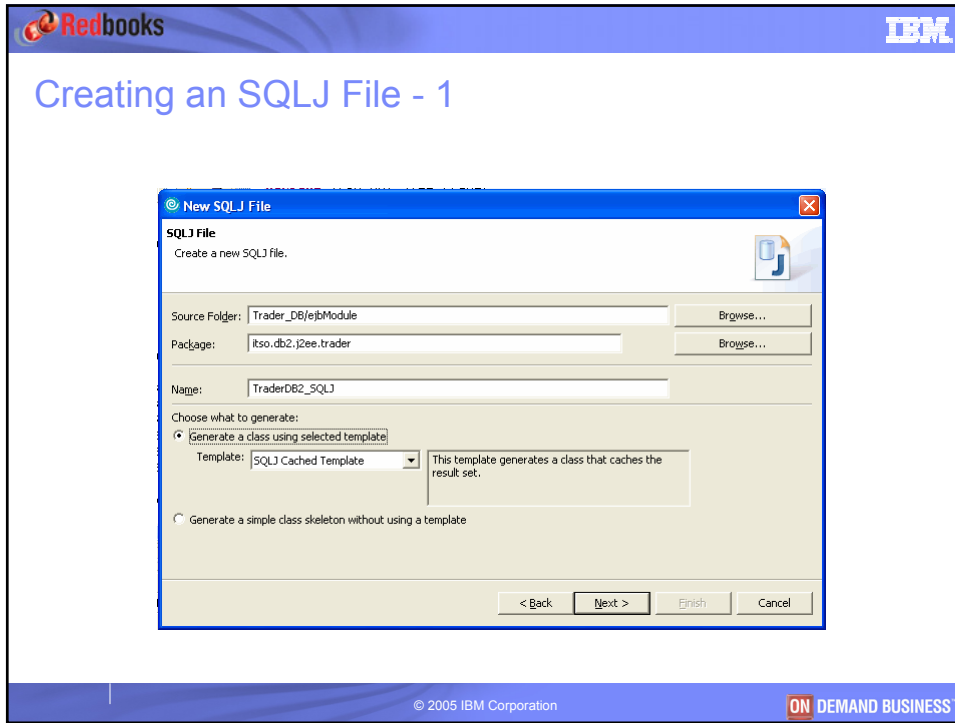 Redbooks
IBM.
Creating an SQLJ File - 1
New SQLJ File
SQLJ File
Create a new SQLJ file.
Source Folder: Trader_DB/ejbModule Browse...
Package: itso.db2.j2ee.trader Browse...
Name: TraderDB2_SQLJ
Choose what to generate:
Generate a class using selected template
Template: SQLJ Cached Template This template generates a class that caches the
result set.
Generate a simple class skeleton without using a template
< Back Next > Finish Cancel
© 2005 IBM Corporation
ON DEMAND BUSINESS™